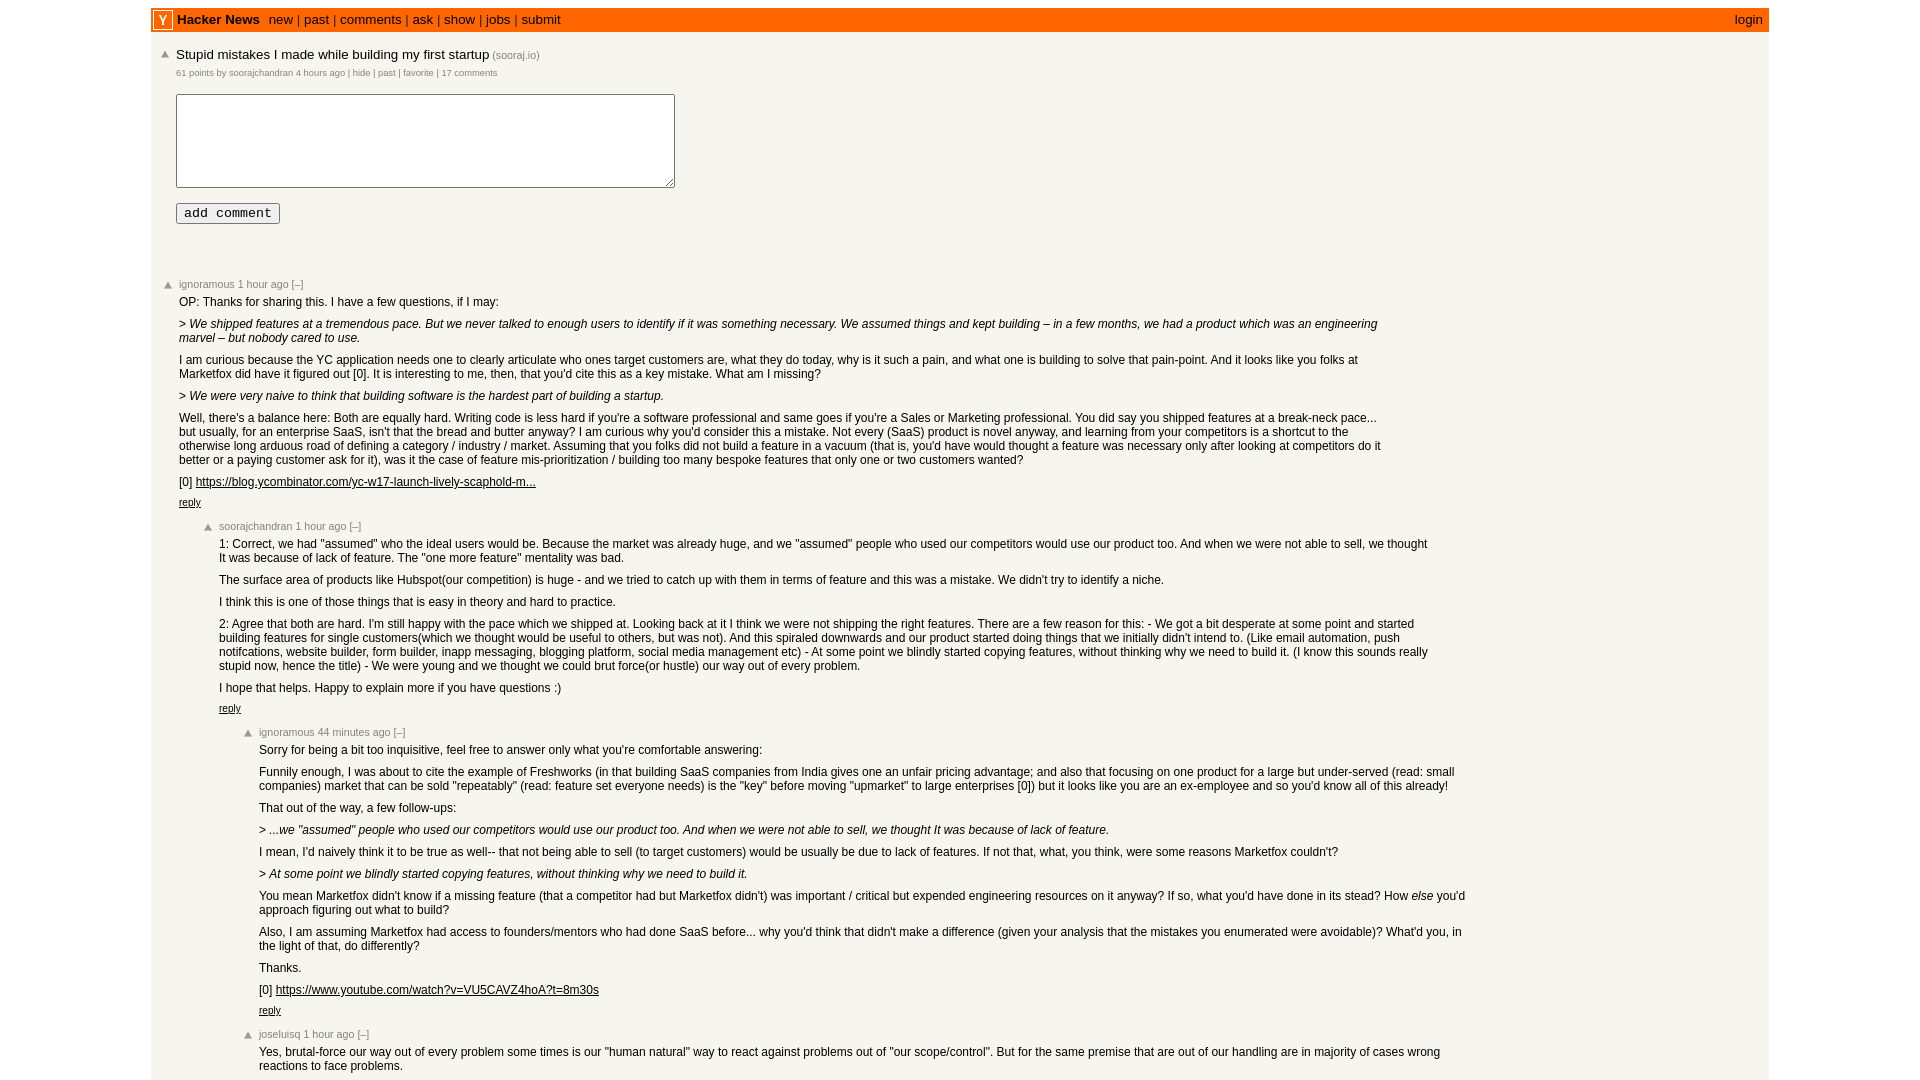 Y Hacker News new | past | comments | ask | show | jobs | submit login
Stupid mistakes I made while building my first startup (sooraj.io)
61 points by soorajchandran 4 hours ago | hide | past | favorite | 17 comments
add comment
ignoramous 1 hour ago [–]
OP: Thanks for sharing this. I have a few questions, if I may:
> We shipped features at a tremendous pace. But we never talked to enough users to identify if it was something necessary. We assumed things and kept building – in a few months, we had a product which was an engineering
marvel – but nobody cared to use.
I am curious because the YC application needs one to clearly articulate who ones target customers are, what they do today, why is it such a pain, and what one is building to solve that pain-point. And it looks like you folks at
Marketfox did have it figured out [0]. It is interesting to me, then, that you'd cite this as a key mistake. What am I missing?
> We were very naive to think that building software is the hardest part of building a startup.
Well, there's a balance here: Both are equally hard. Writing code is less hard if you're a software professional and same goes if you're a Sales or Marketing professional. You did say you shipped features at a break-neck pace...
but usually, for an enterprise SaaS, isn't that the bread and butter anyway? I am curious why you'd consider this a mistake. Not every (SaaS) product is novel anyway, and learning from your competitors is a shortcut to the
otherwise long arduous road of defining a category / industry / market. Assuming that you folks did not build a feature in a vacuum (that is, you'd have would thought a feature was necessary only after looking at competitors do it
better or a paying customer ask for it), was it the case of feature mis-prioritization / building too many bespoke features that only one or two customers wanted?
[0] https://blog.ycombinator.com/yc-w17-launch-lively-scaphold-m...
reply
soorajchandran 1 hour ago [–]
1: Correct, we had "assumed" who the ideal users would be. Because the market was already huge, and we "assumed" people who used our competitors would use our product too. And when we were not able to sell, we thought
It was because of lack of feature. The "one more feature" mentality was bad.
The surface area of products like Hubspot(our competition) is huge - and we tried to catch up with them in terms of feature and this was a mistake. We didn't try to identify a niche.
I think this is one of those things that is easy in theory and hard to practice.
2: Agree that both are hard. I'm still happy with the pace which we shipped at. Looking back at it I think we were not shipping the right features. There are a few reason for this: - We got a bit desperate at some point and started
building features for single customers(which we thought would be useful to others, but was not). And this spiraled downwards and our product started doing things that we initially didn't intend to. (Like email automation, push
notifcations, website builder, form builder, inapp messaging, blogging platform, social media management etc) - At some point we blindly started copying features, without thinking why we need to build it. (I know this sounds really
stupid now, hence the title) - We were young and we thought we could brut force(or hustle) our way out of every problem.
I hope that helps. Happy to explain more if you have questions :)
reply
ignoramous 44 minutes ago [–]
Sorry for being a bit too inquisitive, feel free to answer only what you're comfortable answering:
Funnily enough, I was about to cite the example of Freshworks (in that building SaaS companies from India gives one an unfair pricing advantage; and also that focusing on one product for a large but under-served (read: small
companies) market that can be sold "repeatably" (read: feature set everyone needs) is the "key" before moving "upmarket" to large enterprises [0]) but it looks like you are an ex-employee and so you'd know all of this already!
That out of the way, a few follow-ups:
> ...we "assumed" people who used our competitors would use our product too. And when we were not able to sell, we thought It was because of lack of feature.
I mean, I'd naively think it to be true as well-- that not being able to sell (to target customers) would be usually be due to lack of features. If not that, what, you think, were some reasons Marketfox couldn't?
> At some point we blindly started copying features, without thinking why we need to build it.
You mean Marketfox didn't know if a missing feature (that a competitor had but Marketfox didn't) was important / critical but expended engineering resources on it anyway? If so, what you'd have done in its stead? How else you'd
approach figuring out what to build?
Also, I am assuming Marketfox had access to founders/mentors who had done SaaS before... why you'd think that didn't make a difference (given your analysis that the mistakes you enumerated were avoidable)? What'd you, in
the light of that, do differently?
Thanks.
[0] https://www.youtube.com/watch?v=VU5CAVZ4hoA?t=8m30s
reply
joseluisq 1 hour ago [–]
Yes, brutal-force our way out of every problem some times is our "human natural" way to react against problems out of "our scope/control". But for the same premise that are out of our handling are in majority of cases wrong
reactions to face problems.